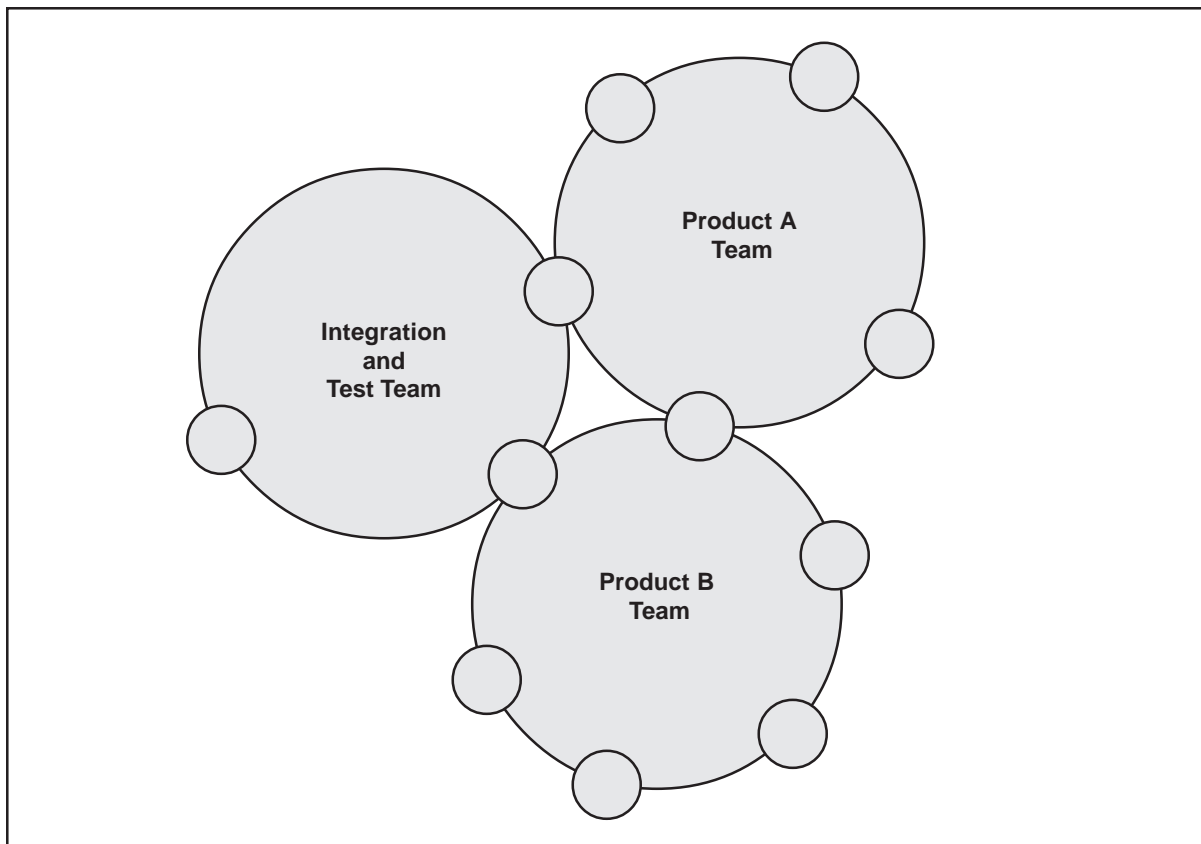 Product A
Team
Integration
and
Test Team
Product B
Team